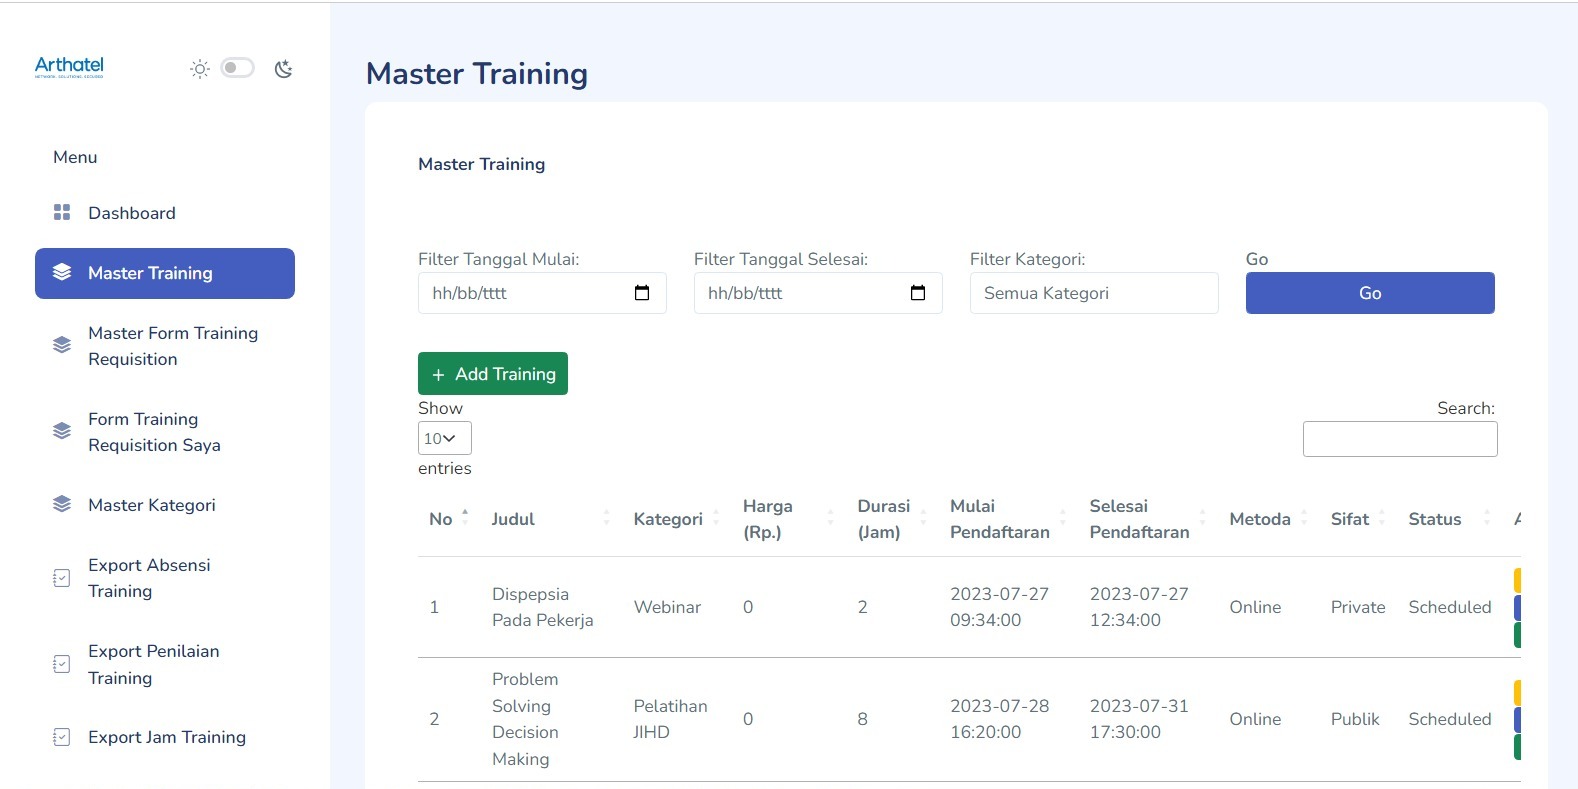 Arthatel
NETWORK. SOLUTIONS. SECURED
Menu
Dashboard
Master Training
Master Form Training
Requisition
Form Training
Requisition Saya
Master Kategori
Export Absensi
Training
Export Penilaian
Training
Export Jam Training
Master Training
Master Training
Filter Tanggal Mulai: Filter Tanggal Selesai: Filter Kategori: Go
hh/bb/tttt hh/bb/tttt Semua Kategori Go
+ Add Training
Show Search:
10
entries
No Judul Kategori Harga (Rp.) Durasi (Jam) Mulai Pendaftaran Selesai Pendaftaran Metoda Sifat Status
1 Dispepsia Pada Pekerja Webinar 0 2 2023-07-27 09:34:00 2023-07-27 12:34:00 Online Private Scheduled
2 Problem Solving Decision Making Pelatihan JIHD 0 8 2023-07-28 16:20:00 2023-07-31 17:30:00 Online Publik Scheduled